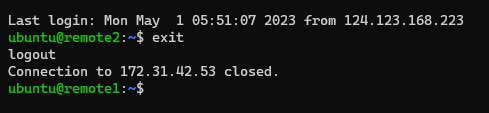 Last login: Mon May  1 05:51:07 2023 from 124.123.168.223
ubuntu@remote2:~$ exit
logout
Connection to 172.31.42.53 closed.
ubuntu@remote1:~$